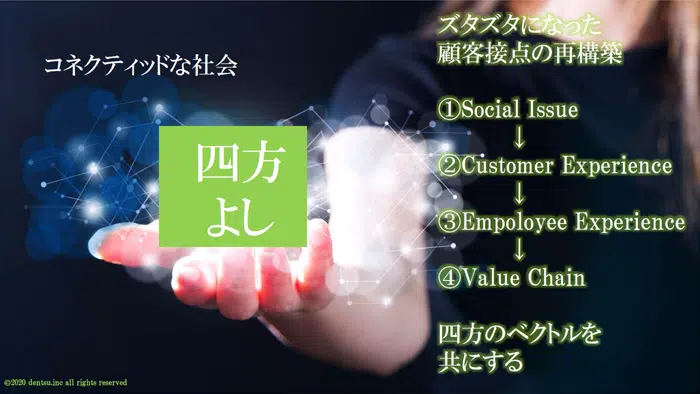 コネクティッドな社会
四方
よし
ズタズタになった
顧客接点の再構築
①Social Issue
↓
②Customer Experience
↓
③Empoloyee Experience
↓
④Value Chain
四方のベクトルを
共にする
©2020 dentsu.inc all rights reserved